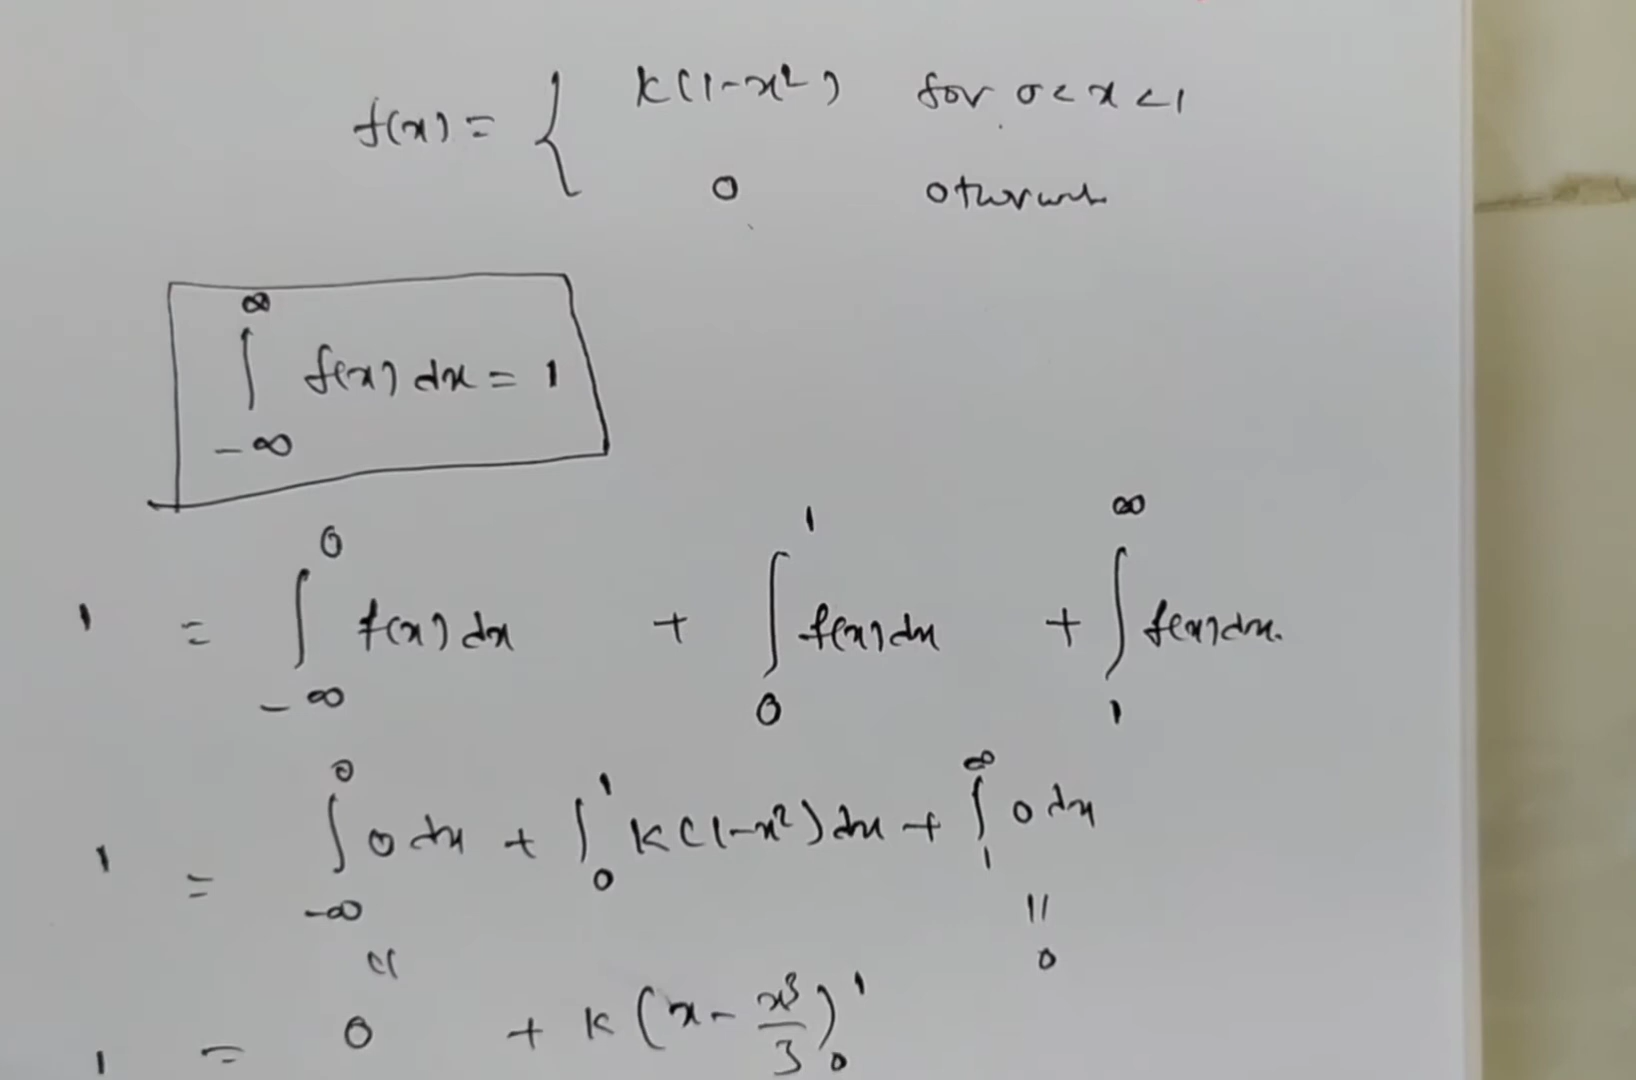 f(x) = { k(1-x²) for 0<x<1
0 otherwise
∫_{-∞}^{∞} f(x) dx = 1
1 = ∫_{-∞}^{0} f(x) dx + ∫_{0}^{1} f(x) dx + ∫_{1}^{∞} f(x) dx.
1 = ∫_{-∞}^{0} 0 dx + ∫_{0}^{1} k(1-x²) dx + ∫_{1}^{∞} 0 dx
|| ||
0
1 = 0 + k (x - x³/3)_{0}^{1}